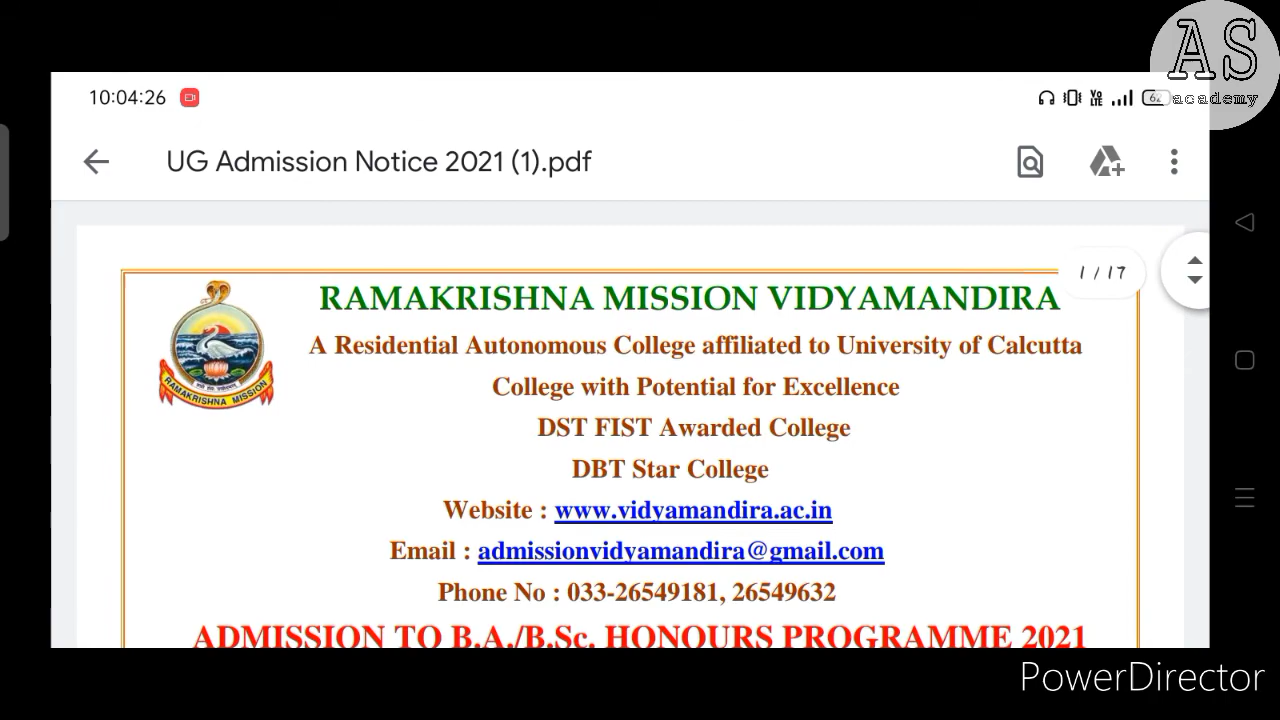 AS
academy
10:04:26
VoLTE
62
UG Admission Notice 2021 (1).pdf
1 / 17
RAMAKRISHNA MISSION VIDYAMANDIRA
A Residential Autonomous College affiliated to University of Calcutta
College with Potential for Excellence
DST FIST Awarded College
DBT Star College
Website : www.vidyamandira.ac.in
Email : admissionvidyamandira@gmail.com
Phone No : 033-26549181, 26549632
ADMISSION TO B.A./B.Sc. HONOURS PROGRAMME 2021
RAMAKRISHNA MISSION
PowerDirector